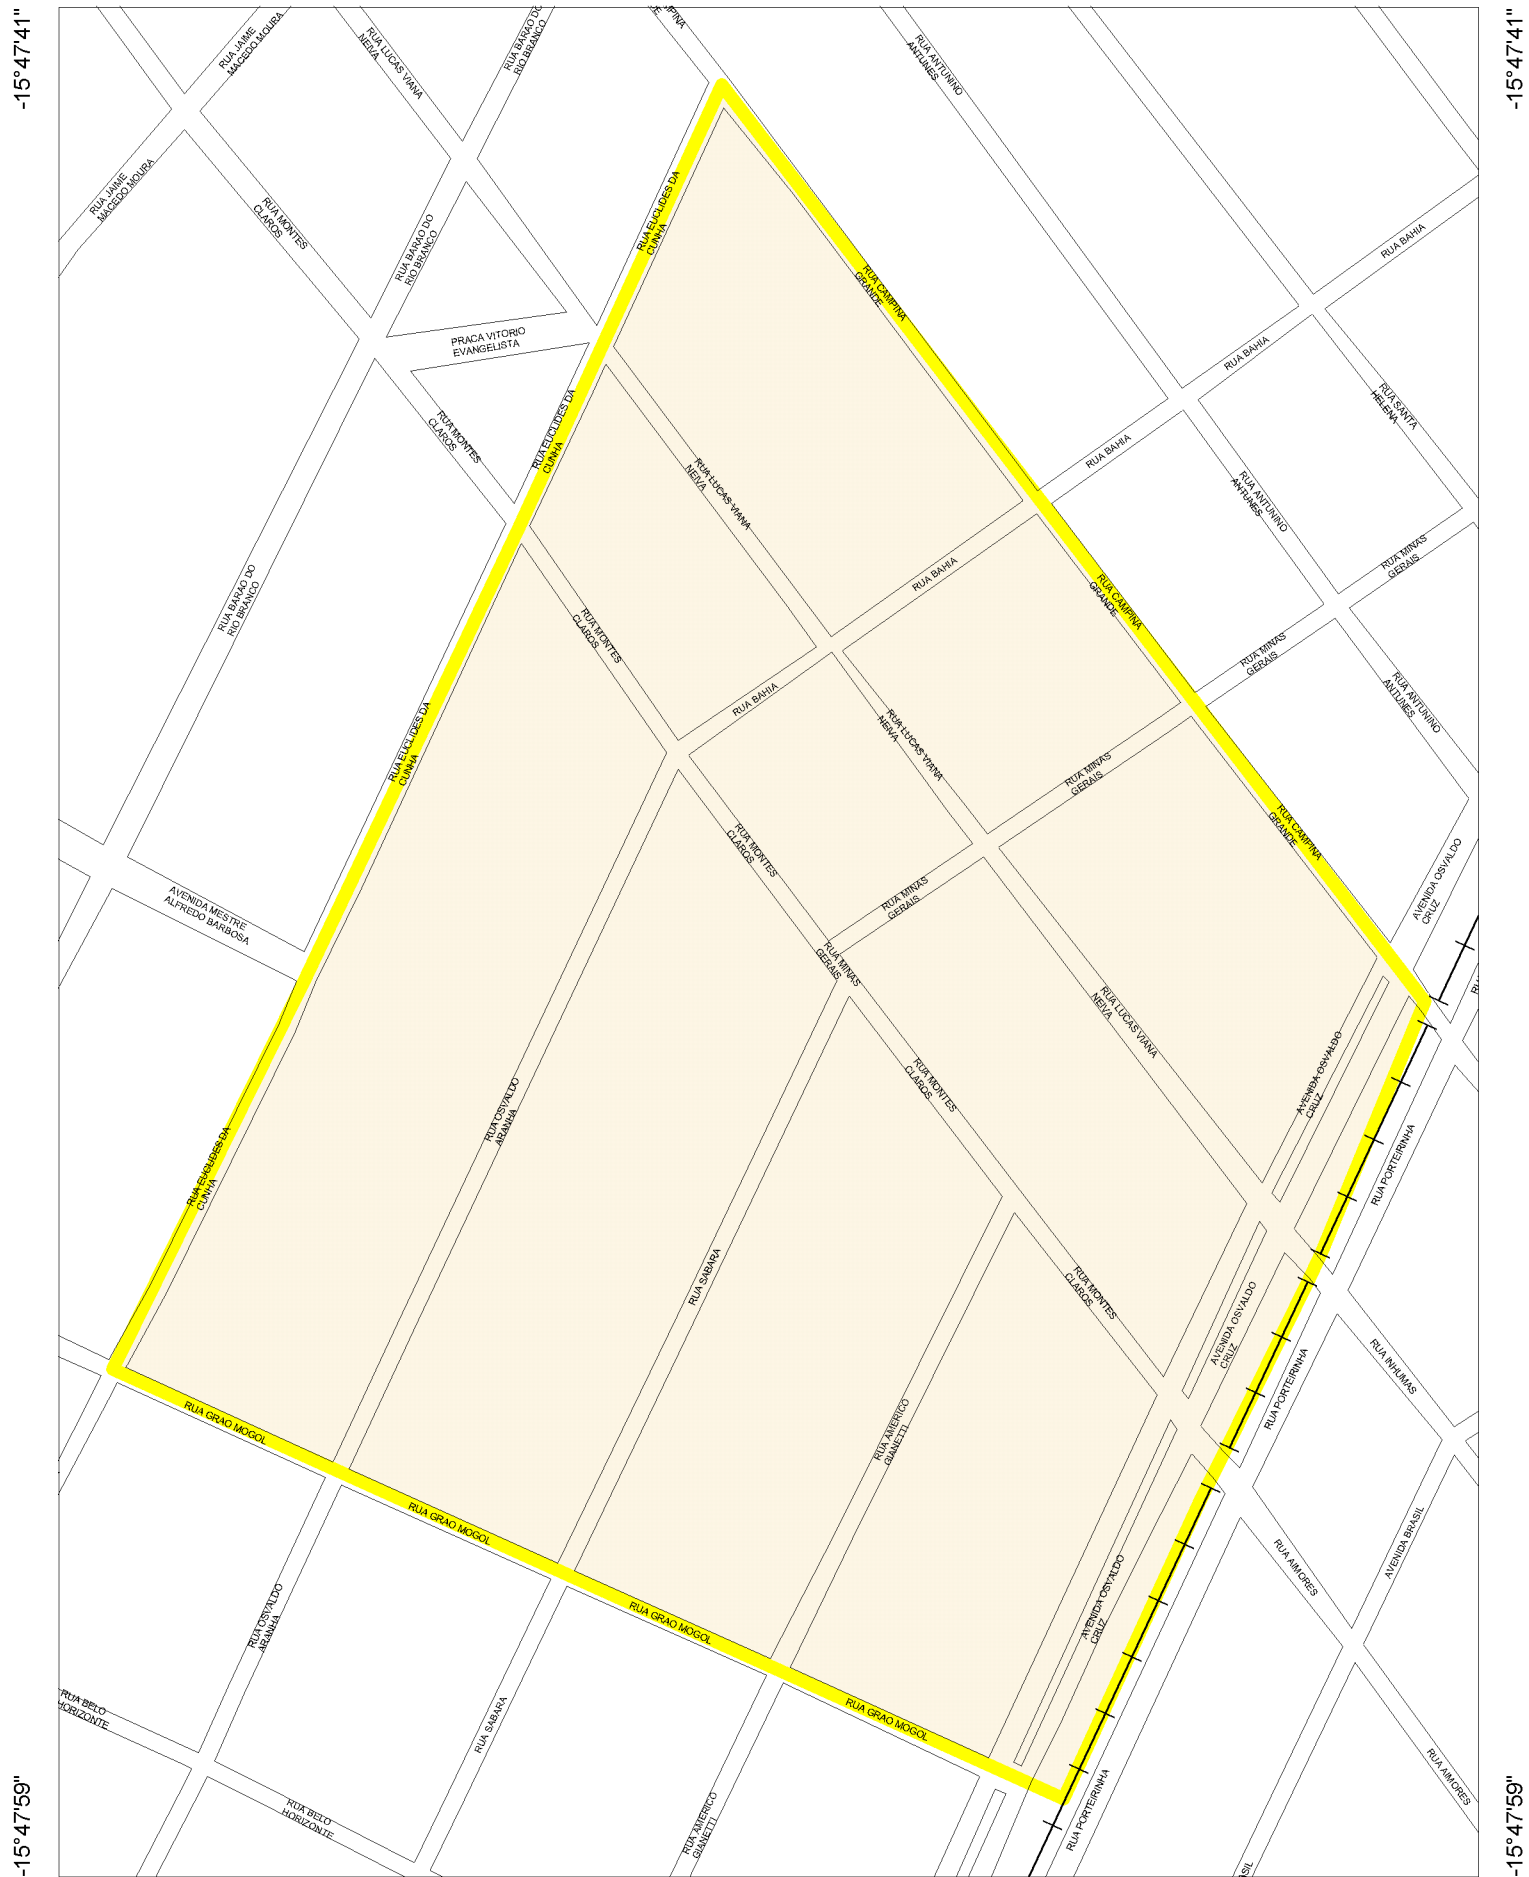 -15°47'41"
-15°47'41"
RUA JAIME
MACEDO MOURA
RUA LUCAS VIANA
NEIVA
RUA BARAO DO
RIO BRANCO
RUA ANTUNINO
ANTUNES
RUA JAIME
MACEDO MOURA
RUA MONTES
CLAROS
RUA BARAO DO
RIO BRANCO
RUA EUCLIDES DA
CUNHA
RUA CAMPINA
GRANDE
RUA BAHIA
PRACA VITORIO
EVANGELISTA
RUA BAHIA
RUA MONTES
CLAROS
RUA EUCLIDES DA
CUNHA
RUA SANTA
HELENA
RUA BAHIA
RUA LUCAS VIANA
NEIVA
RUA ANTUNINO
ANTUNES
RUA MINAS
GERAIS
RUA BARAO DO
RIO BRANCO
RUA BAHIA
RUA CAMPINA
GRANDE
RUA MONTES
CLAROS
RUA MINAS
GERAIS
RUA BAHIA
RUA EUCLIDES DA
CUNHA
RUA LUCAS VIANA
NEIVA
RUA ANTUNINO
ANTUNES
RUA MINAS
GERAIS
RUA MONTES
CLAROS
RUA CAMPINA
GRANDE
AVENIDA MESTRE
ALFREDO BARBOSA
RUA MINAS
GERAIS
AVENIDA OSVALDO
CRUZ
RUA MINAS
GERAIS
RUA LUCAS VIANA
NEIVA
RUA MONTES
CLAROS
AVENIDA OSVALDO
CRUZ
RUA OSVALDO
ARANHA
RUA EUCLIDES DA
CUNHA
RUA PORTEIRINHA
RUA SABARA
RUA MONTES
CLAROS
AVENIDA OSVALDO
CRUZ
RUA INHUMAS
RUA PORTEIRINHA
RUA GRAO MOGOL
RUA AMERICO
GIANETTI
RUA GRAO MOGOL
AVENIDA BRASIL
RUA AIMORES
AVENIDA OSVALDO
CRUZ
RUA OSVALDO
ARANHA
RUA GRAO MOGOL
RUA BELO
HORIZONTE
RUA SABARA
RUA GRAO MOGOL
RUA AIMORES
RUA BELO
HORIZONTE
RUA AMERICO
GIANETTI
RUA PORTEIRINHA
-15°47'59"
-15°47'59"